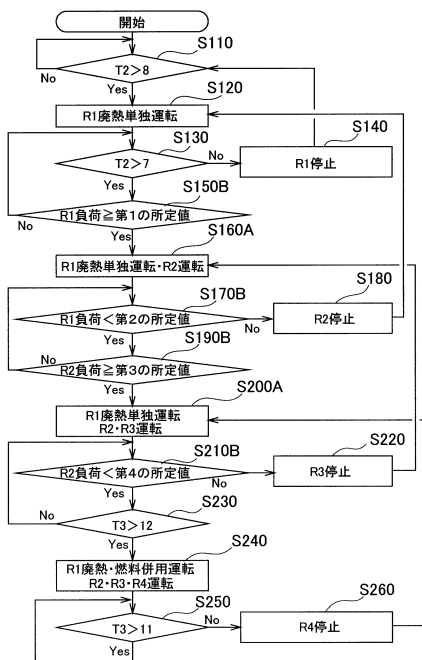 開始
S110
T2＞8
No
Yes
S120
R1廃熱単独運転
S130
T2＞7
No
S140
R1停止
Yes
S150B
R1負荷≧第1の所定値
No
Yes
S160A
R1廃熱単独運転・R2運転
S170B
R1負荷＜第2の所定値
No
S180
R2停止
Yes
S190B
R2負荷≧第3の所定値
No
Yes
S200A
R1廃熱単独運転
R2・R3運転
S210B
R2負荷＜第4の所定値
No
S220
R3停止
Yes
S230
T3＞12
No
Yes
S240
R1廃熱・燃料併用運転
R2・R3・R4運転
S250
T3＞11
No
S260
R4停止
Yes